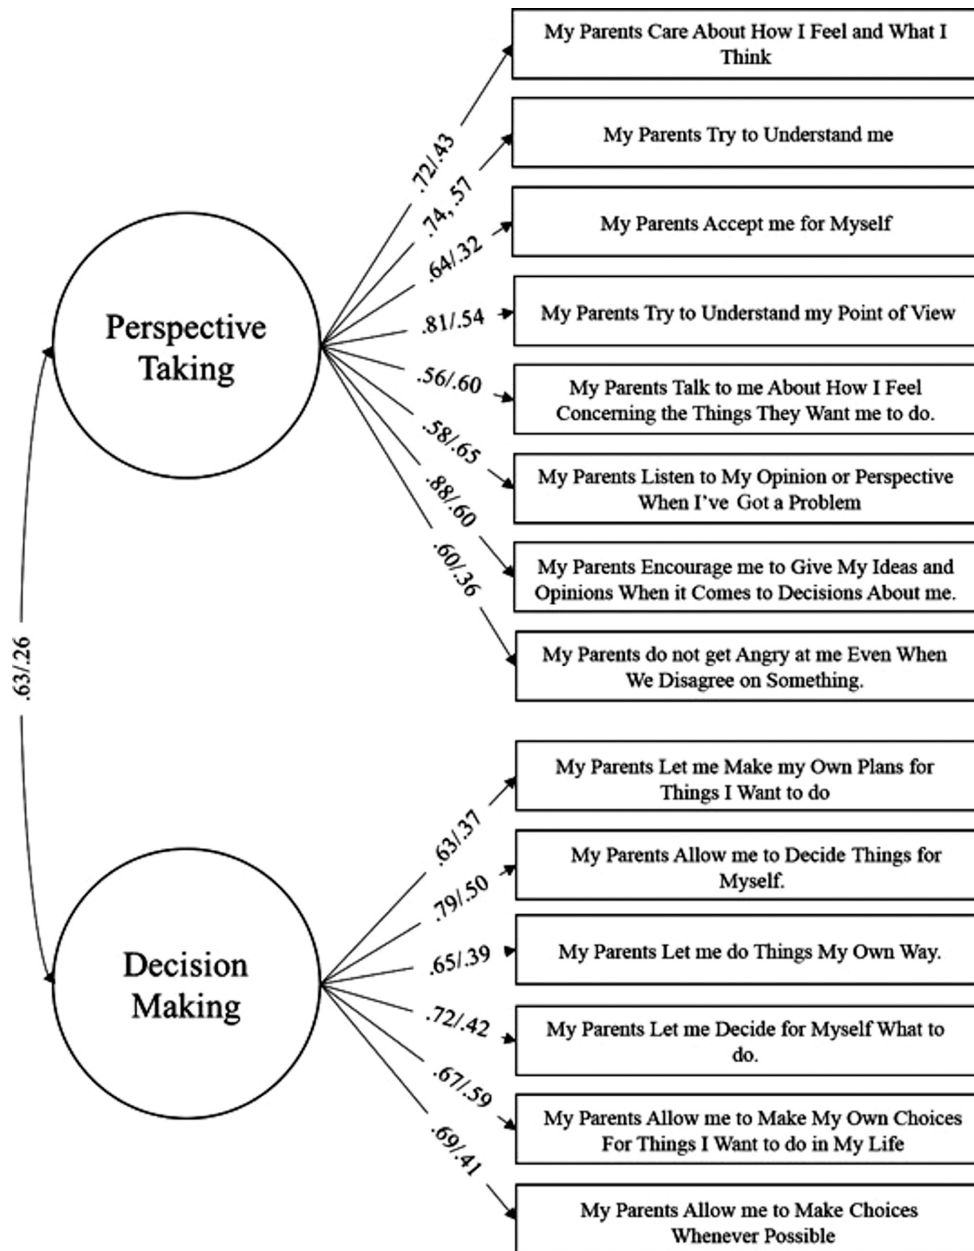 My Parents Care About How I Feel and What I
Think
.72/.43
My Parents Try to Understand me
.74, .57
My Parents Accept me for Myself
.64/.32
Perspective
Taking
My Parents Try to Understand my Point of View
.81/.54
My Parents Talk to me About How I Feel
Concerning the Things They Want me to do.
.56/.60
My Parents Listen to My Opinion or Perspective
When I've Got a Problem
.58/.65
My Parents Encourage me to Give My Ideas and
Opinions When it Comes to Decisions About me.
.88/.60
My Parents do not get Angry at me Even When
We Disagree on Something.
.60/.36
.63/.26
My Parents Let me Make my Own Plans for
Things I Want to do
.63/.37
My Parents Allow me to Decide Things for
Myself.
.79/.50
Decision
Making
My Parents Let me do Things My Own Way.
.65/.39
My Parents Let me Decide for Myself What to
do.
.72/.42
My Parents Allow me to Make My Own Choices
For Things I Want to do in My Life
.67/.59
My Parents Allow me to Make Choices
Whenever Possible
.69/.41